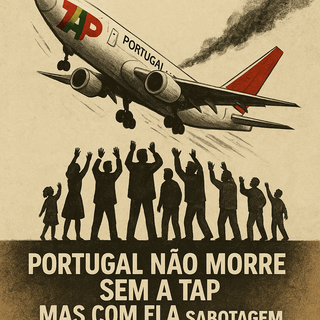 TAP
PORTUGAL
PORTUGAL NÃO MORRE
SEM A TAP
MAS COM ELA SABOTAGEM